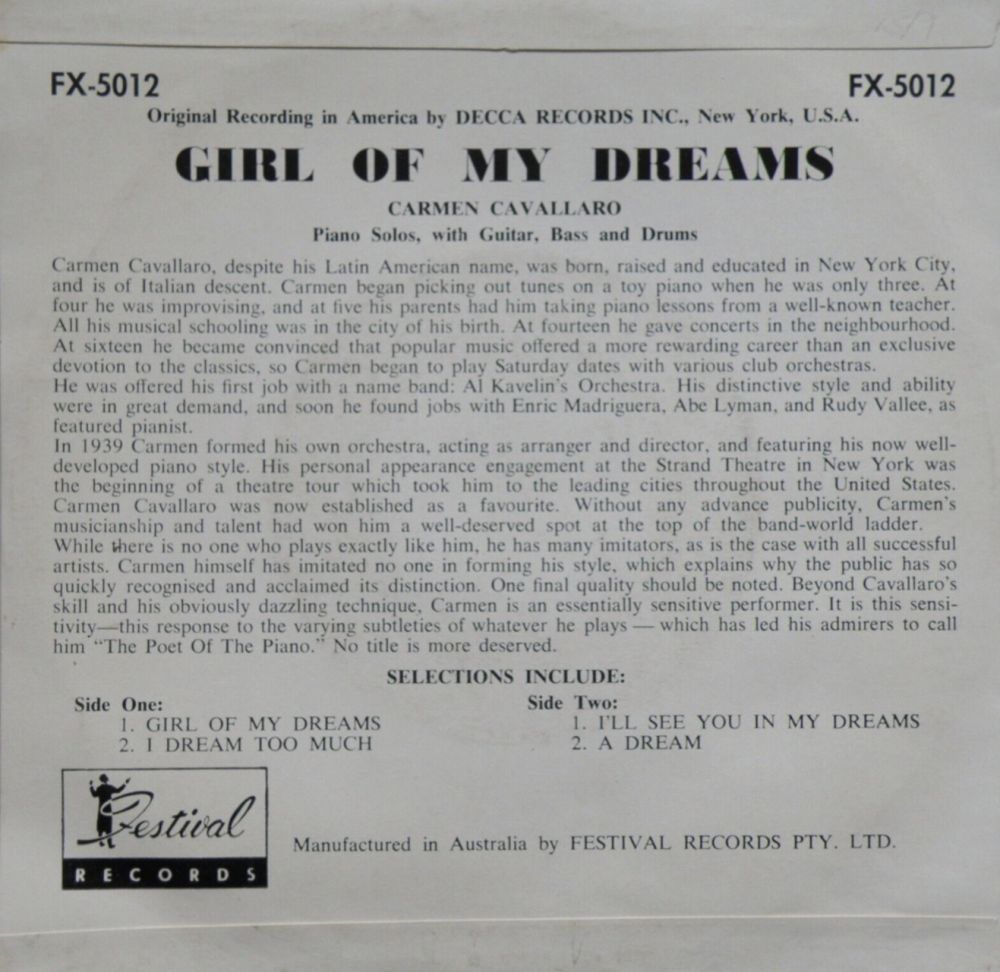 FX-5012 FX-5012
Original Recording in America by DECCA RECORDS INC., New York, U.S.A.
GIRL OF MY DREAMS
CARMEN CAVALLARO
Piano Solos, with Guitar, Bass and Drums
Carmen Cavallaro, despite his Latin American name, was born, raised and educated in New York City,
and is of Italian descent. Carmen began picking out tunes on a toy piano when he was only three. At
four he was improvising, and at five his parents had him taking piano lessons from a well-known teacher.
All his musical schooling was in the city of his birth. At fourteen he gave concerts in the neighbourhood.
At sixteen he became convinced that popular music offered a more rewarding career than an exclusive
devotion to the classics, so Carmen began to play Saturday dates with various club orchestras.
He was offered his first job with a name band: Al Kavelin's Orchestra. His distinctive style and ability
were in great demand, and soon he found jobs with Enric Madriguera, Abe Lyman, and Rudy Vallee, as
featured pianist.
In 1939 Carmen formed his own orchestra, acting as arranger and director, and featuring his now well-
developed piano style. His personal appearance engagement at the Strand Theatre in New York was
the beginning of a theatre tour which took him to the leading cities throughout the United States.
Carmen Cavallaro was now established as a favourite. Without any advance publicity, Carmen's
musicianship and talent had won him a well-deserved spot at the top of the band-world ladder.
While there is no one who plays exactly like him, he has many imitators, as is the case with all successful
artists. Carmen himself has imitated no one in forming his style, which explains why the public has so
quickly recognised and acclaimed its distinction. One final quality should be noted. Beyond Cavallaro's
skill and his obviously dazzling technique, Carmen is an essentially sensitive performer. It is this sensi-
tivity—this response to the varying subtleties of whatever he plays — which has led his admirers to call
him "The Poet Of The Piano." No title is more deserved.
SELECTIONS INCLUDE:
Side One: Side Two:
1. GIRL OF MY DREAMS 1. I'LL SEE YOU IN MY DREAMS
2. I DREAM TOO MUCH 2. A DREAM
Festival
RECORDS
Manufactured in Australia by FESTIVAL RECORDS PTY. LTD.